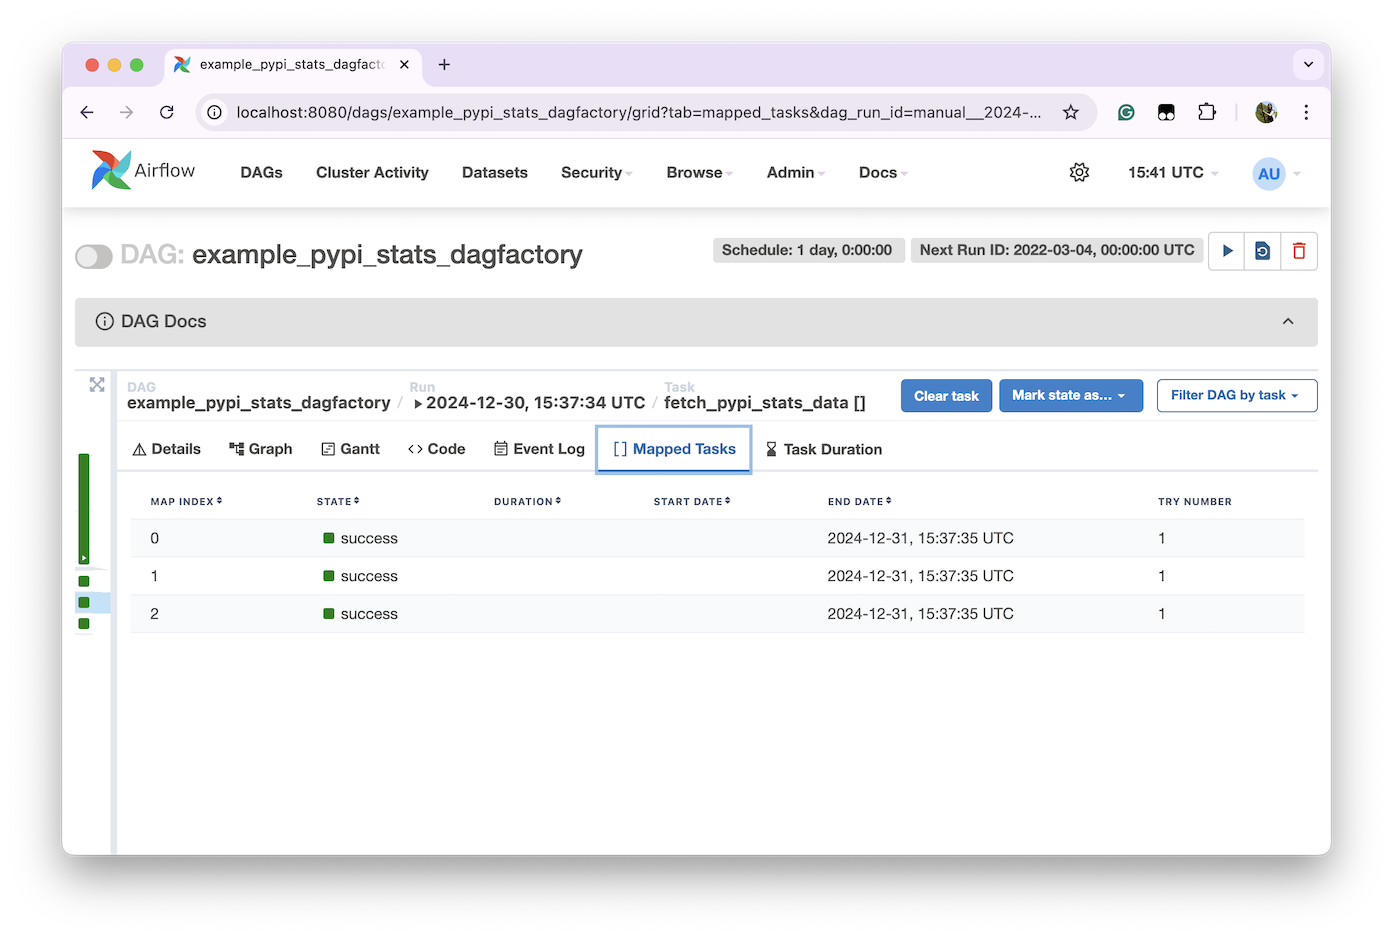 example_pypi_stats_dagfact
localhost:8080/dags/example_pypi_stats_dagfactory/grid?tab=mapped_tasks&dag_run_id=manual__2024-...
Airflow DAGs Cluster Activity Datasets Security Browse Admin Docs 15:41 UTC AU
DAG: example_pypi_stats_dagfactory Schedule: 1 day, 0:00:00 Next Run ID: 2022-03-04, 00:00:00 UTC
DAG Docs
DAG Run Task
example_pypi_stats_dagfactory / 2024-12-30, 15:37:34 UTC / fetch_pypi_stats_data [] Clear task Mark state as... Filter DAG by task
Details Graph Gantt Code Event Log [] Mapped Tasks Task Duration
MAP INDEX STATE DURATION START DATE END DATE TRY NUMBER
0 success 2024-12-31, 15:37:35 UTC 1
1 success 2024-12-31, 15:37:35 UTC 1
2 success 2024-12-31, 15:37:35 UTC 1